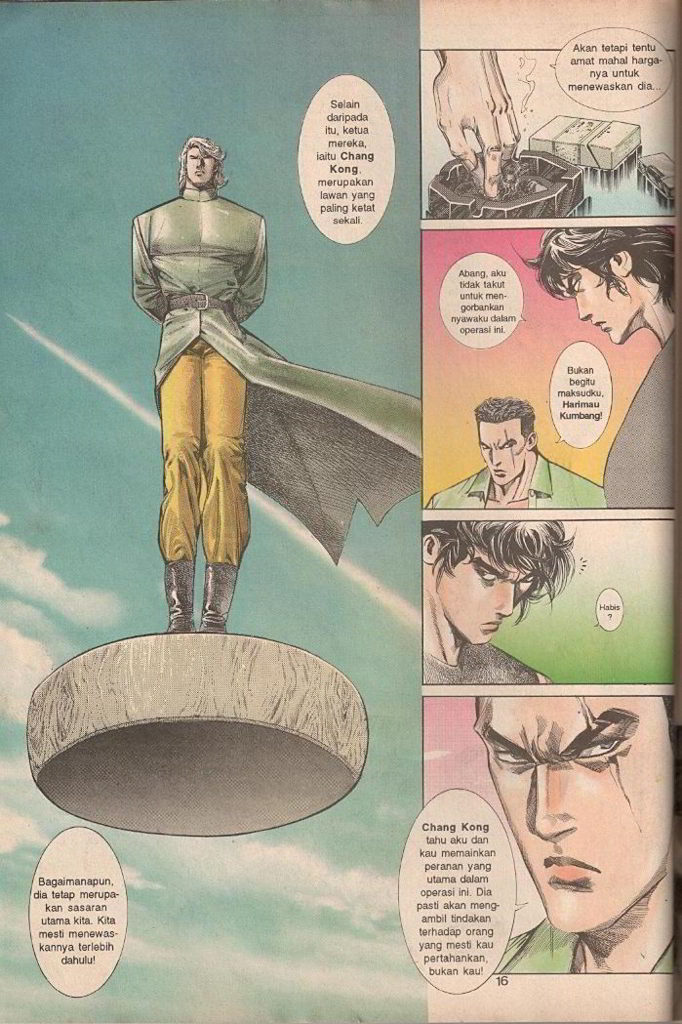 Selain
daripada
itu, ketua
mereka,
iaitu Chang
Kong,
merupakan
lawan yang
paling ketat
sekali.
Bagaimanapun,
dia tetap merupa-
kan sasaran
utama kita. Kita
mesti menewas-
kannya terlebih
dahulu!
Akan tetapi tentu
amat mahal harga-
nya untuk
menewaskan dia...
Abang, aku
tidak takut
untuk men-
gorbankan
nyawaku dalam
operasi ini.
Bukan
begitu
maksudku,
Harimau
Kumbang!
Habis
?
Chang Kong
tahu aku dan
kau memainkan
peranan yang
utama dalam
operasi ini. Dia
pasti akan meng-
ambil tindakan
terhadap orang
yang mesti kau
pertahankan,
bukan kau!
16